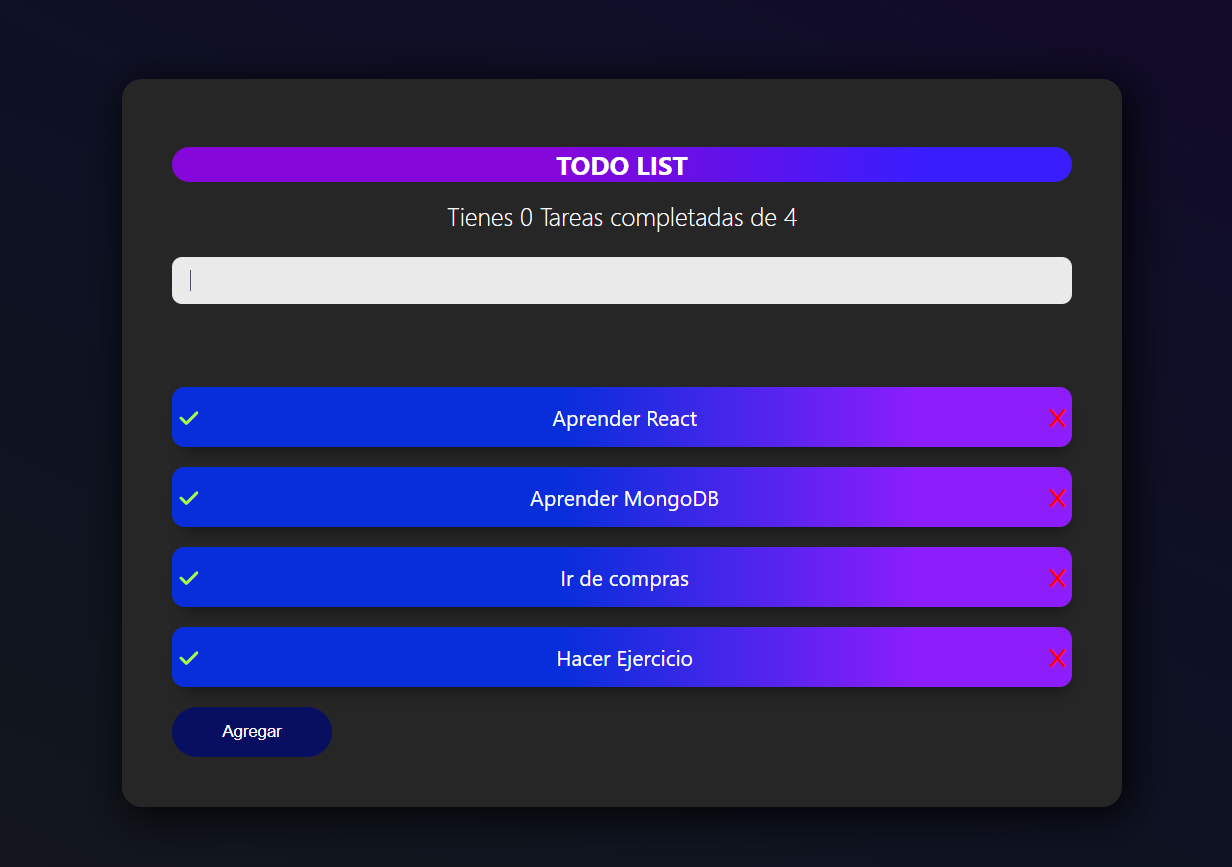 TODO LIST
Tienes 0 Tareas completadas de 4
Aprender React
Aprender MongoDB
Ir de compras
Hacer Ejercicio
Agregar